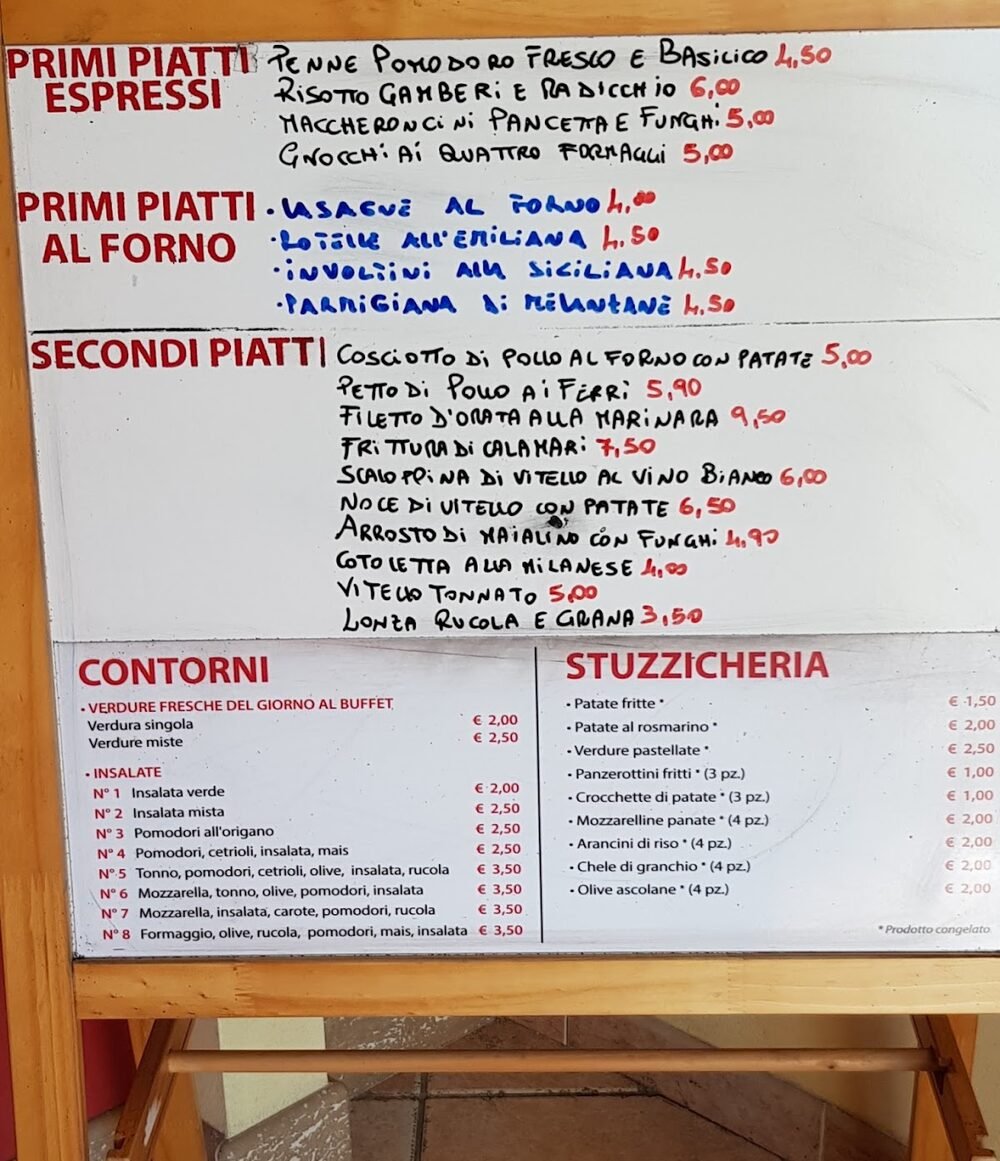 PRIMI PIATTI ESPRESSI
PENNE POMODORO FRESCO E BASILICO 4,50
RISOTTO GAMBERI E RADICCHIO 6,00
MACCHERONCINI PANCETTA E FUNGHI 5,00
GNOCCHI AI QUATTRO FORMAGGI 5,00
PRIMI PIATTI AL FORNO
• LASAGNE AL FORNO 4,00
• ROTELLE ALL'EMILIANA 4.50
• INVOLTINI ALLA SICILIANA 4.50
• PARMIGIANA DI MELANZANE 4,50
SECONDI PIATTI
COSCIOTTO DI POLLO AL FORNO CON PATATE 5,00
PETTO DI POLLO AI FERRI 5,90
FILETTO D'ORATA ALLA MARINARA 9,50
FRITTURA DI CALAMARI 7,50
SCALOPPINA DI VITELLO AL VINO BIANCO 6,00
NOCE DI VITELLO CON PATATE 6,50
ARROSTO DI MAIALINO CON FUNGHI 4,90
COTOLETTA ALLA MILANESE 4,00
VITELLO TONNATO 5,00
LONZA RUCOLA E GRANA 3,50
CONTORNI
• VERDURE FRESCHE DEL GIORNO AL BUFFET
Verdura singola € 2,00
Verdure miste € 2,50
• INSALATE
N° 1 Insalata verde € 2,00
N° 2 Insalata mista € 2,50
N° 3 Pomodori all'origano € 2,50
N° 4 Pomodori, cetrioli, insalata, mais € 2,50
N° 5 Tonno, pomodori, cetrioli, olive, insalata, rucola € 3,50
N° 6 Mozzarella, tonno, olive, pomodori, insalata € 3,50
N° 7 Mozzarella, insalata, carote, pomodori, rucola € 3,50
N° 8 Formaggio, olive, rucola, pomodori, mais, insalata € 3,50
STUZZICHERIA
• Patate fritte * € 1,50
• Patate al rosmarino * € 2,00
• Verdure pastellate * € 2,50
• Panzerottini fritti * (3 pz.) € 1,00
• Crocchette di patate * (3 pz.) € 1,00
• Mozzarelline panate * (4 pz.) € 2,00
• Arancini di riso * (4 pz.) € 2,00
• Chele di granchio * (4 pz.) € 2,00
• Olive ascolane * (4 pz.) € 2,00
* Prodotto congelato